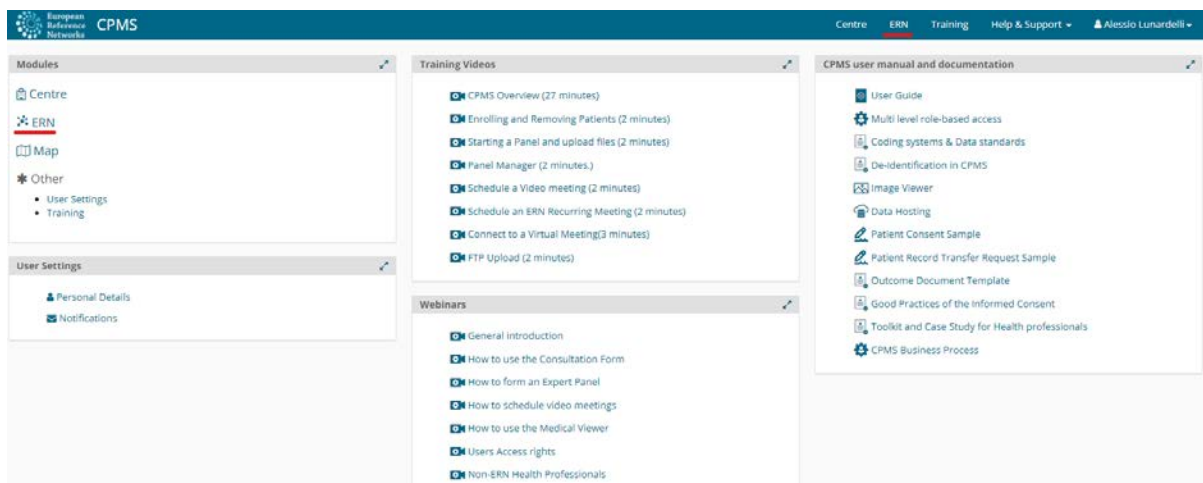 European
Reference
Networks
CPMS
Centre
ERN
Training
Help & Support
Alessio Lunardelli
Modules
Centre
ERN
Map
Other
User Settings
Training
User Settings
Personal Details
Notifications
Training Videos
CPMS Overview (27 minutes)
Enrolling and Removing Patients (2 minutes)
Starting a Panel and upload files (2 minutes)
Panel Manager (2 minutes.)
Schedule a Video meeting (2 minutes)
Schedule an ERN Recurring Meeting (2 minutes)
Connect to a Virtual Meeting(3 minutes)
FTP Upload (2 minutes)
Webinars
General introduction
How to use the Consultation Form
How to form an Expert Panel
How to schedule video meetings
How to use the Medical Viewer
Users Access rights
Non-ERN Health Professionals
CPMS user manual and documentation
User Guide
Multi level role-based access
Coding systems & Data standards
De-identification in CPMS
Image Viewer
Data Hosting
Patient Consent Sample
Patient Record Transfer Request Sample
Outcome Document Template
Good Practices of the Informed Consent
Toolkit and Case Study for Health professionals
CPMS Business Process